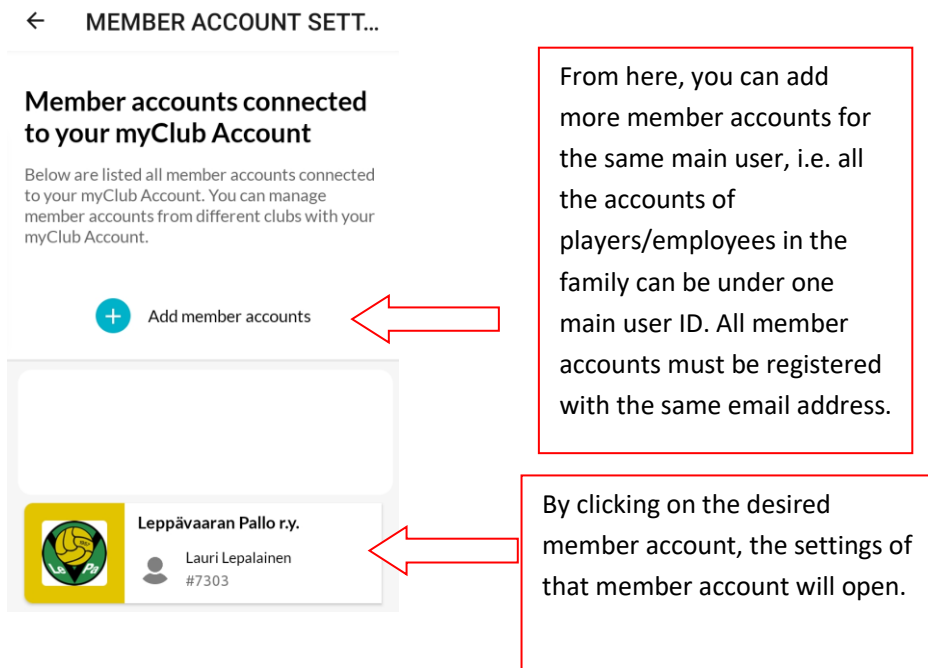 ← MEMBER ACCOUNT SETT...
Member accounts connected
to your myClub Account
Below are listed all member accounts connected
to your myClub Account. You can manage
member accounts from different clubs with your
myClub Account.
+ Add member accounts
Leppävaaran Pallo r.y.
Lauri Lepalainen
#7303
Le Pa
From here, you can add
more member accounts for
the same main user, i.e. all
the accounts of
players/employees in the
family can be under one
main user ID. All member
accounts must be registered
with the same email address.
By clicking on the desired
member account, the settings of
that member account will open.